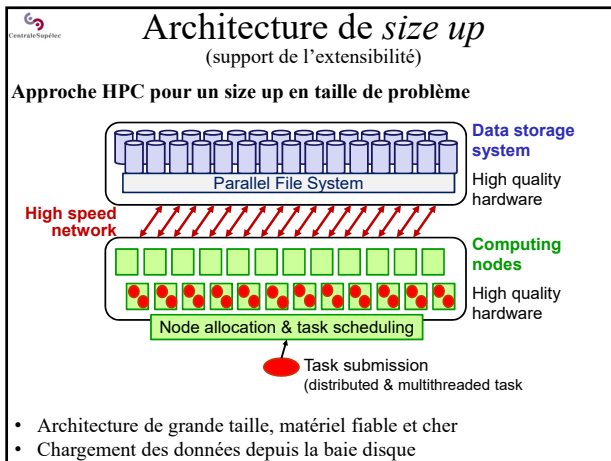 CentraleSupélec
Architecture de size up
(support de l'extensibilité)
Approche HPC pour un size up en taille de problème
Data storage
system
Parallel File System
High quality
hardware
High speed
network
Computing
nodes
High quality
hardware
Node allocation & task scheduling
Task submission
(distributed & multithreaded task
• Architecture de grande taille, matériel fiable et cher
• Chargement des données depuis la baie disque